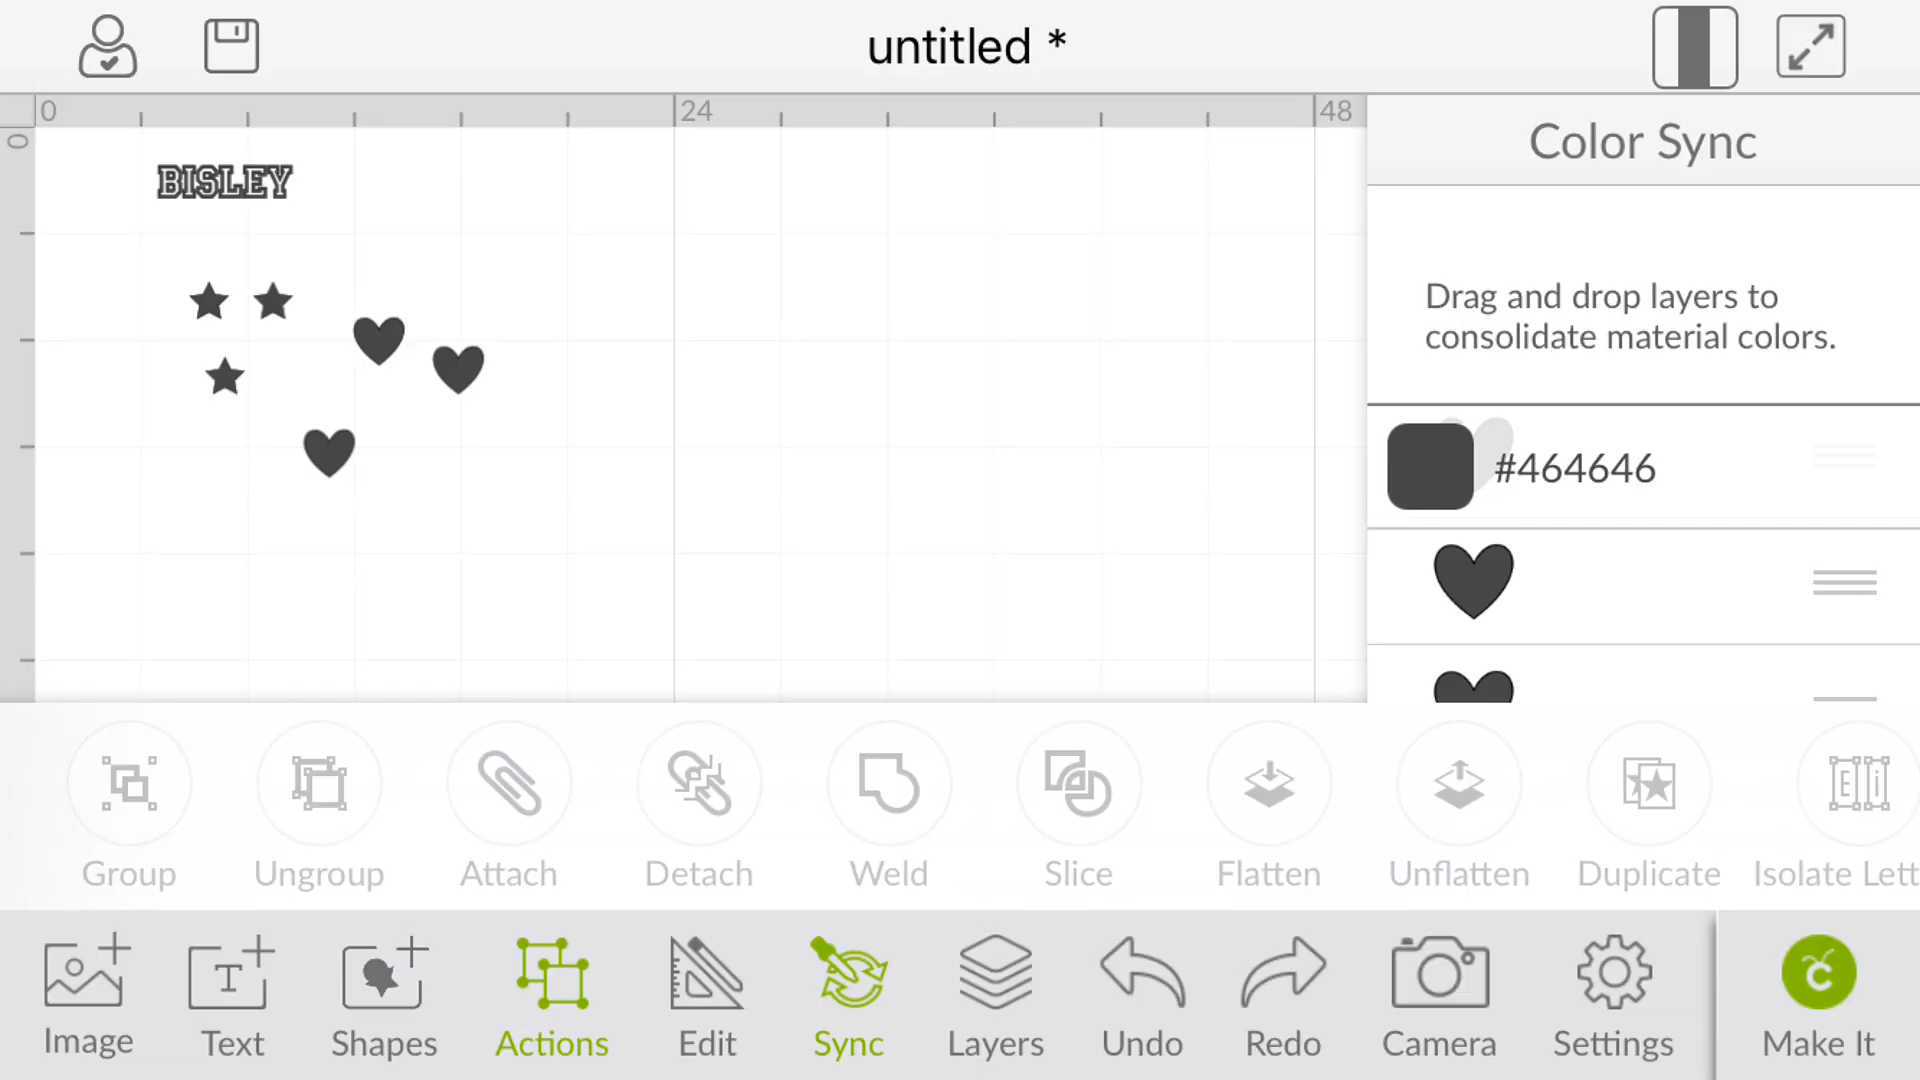 untitled *
0
24
48
0
Color Sync
BISLEY
Drag and drop layers to
consolidate material colors.
#464646
Group
Ungroup
Attach
Detach
Weld
Slice
Flatten
Unflatten
Duplicate
Isolate Lett
Image
Text
Shapes
Actions
Edit
Sync
Layers
Undo
Redo
Camera
Settings
Make It